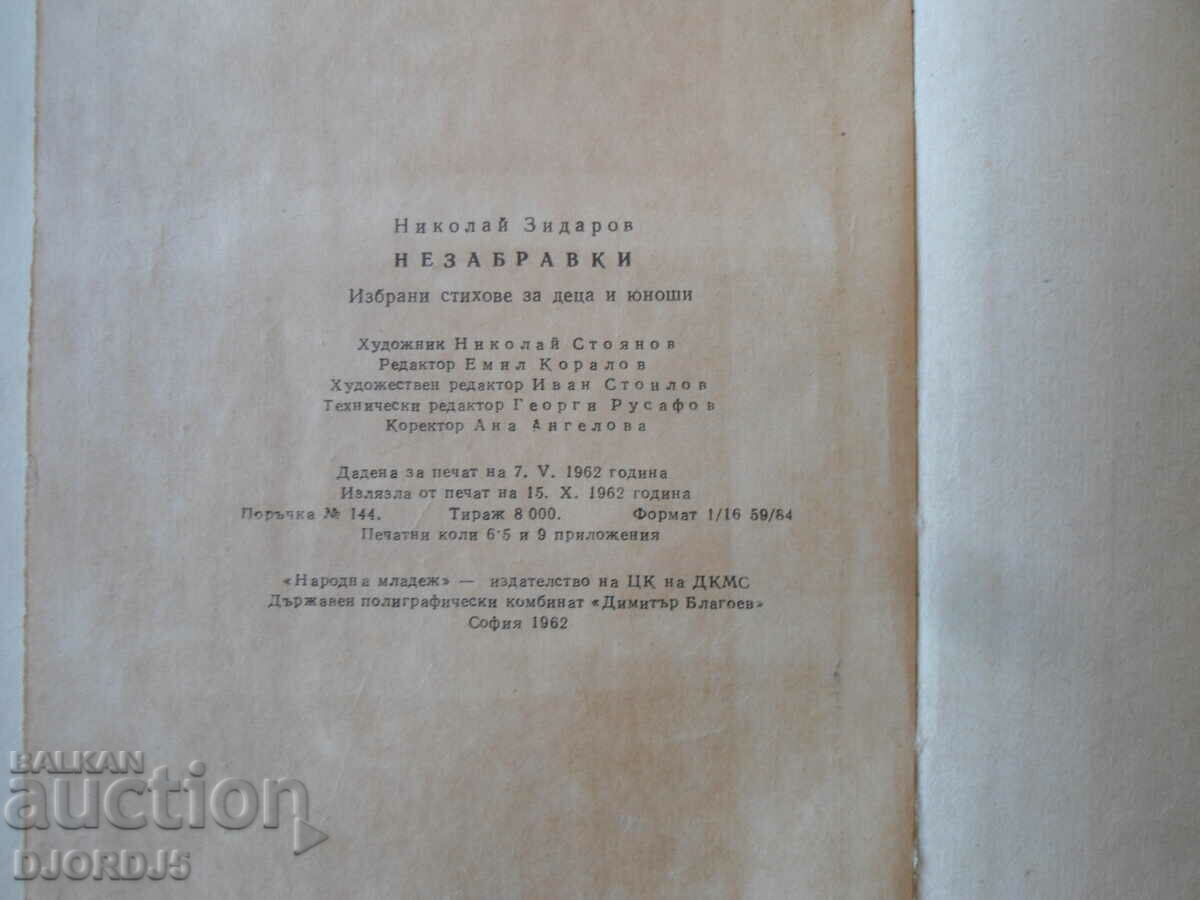 Николай Зидаров
НЕЗАБРАВКИ
Избрани стихове за деца и юноши
Художник Николай Стоянов
Редактор Емил Коралов
Художествен редактор Иван Стоилов
Технически редактор Георги Русафов
Коректор Ана Ангелова
Дадена за печат на 7. V. 1962 година
Излязла от печат на 15. X. 1962 година
Поръчка № 144. Тираж 8 000. Формат 1/16 59/84
Печатни коли 6·5 и 9 приложения
«Народна младеж» — издателство на ЦК на ДКМС
Държавен полиграфически комбинат «Димитър Благоев»
София 1962
BALKAN
auction
DJORDJ5